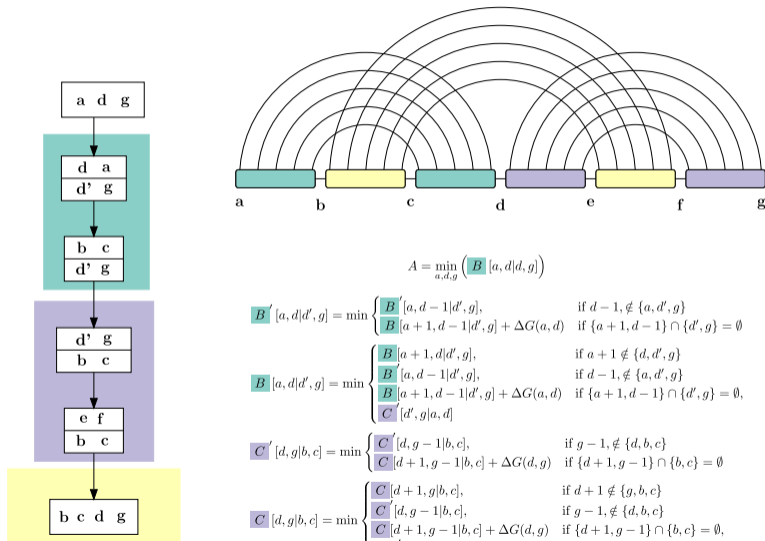 a d g
d a
d' g
b c
d' g
d' g
b c
e f
b c
b c d g
a b c d e f g
A = min_{a,d,g} ( B [a, d|d, g] )
B′ [a, d|d′, g] = min { B′[a, d − 1|d′, g], if d − 1, ∉ {a, d′, g}
B[a + 1, d − 1|d′, g] + ΔG(a, d) if {a + 1, d − 1} ∩ {d′, g} = ∅
B [a, d|d′, g] = min { B[a + 1, d|d′, g], if a + 1 ∉ {d, d′, g}
B′[a, d − 1|d′, g], if d − 1, ∉ {a, d′, g}
B[a + 1, d − 1|d′, g] + ΔG(a, d) if {a + 1, d − 1} ∩ {d′, g} = ∅,
C′ [d′, g|a, d]
C′ [d, g|b, c] = min { C′[d, g − 1|b, c], if g − 1, ∉ {d, b, c}
C[d + 1, g − 1|b, c] + ΔG(d, g) if {d + 1, g − 1} ∩ {b, c} = ∅
C [d, g|b, c] = min { C[d + 1, g|b, c], if d + 1 ∉ {g, b, c}
C′[d, g − 1|b, c], if g − 1, ∉ {d, b, c}
C[d + 1, g − 1|b, c] + ΔG(d, g) if {d + 1, g − 1} ∩ {b, c} = ∅,